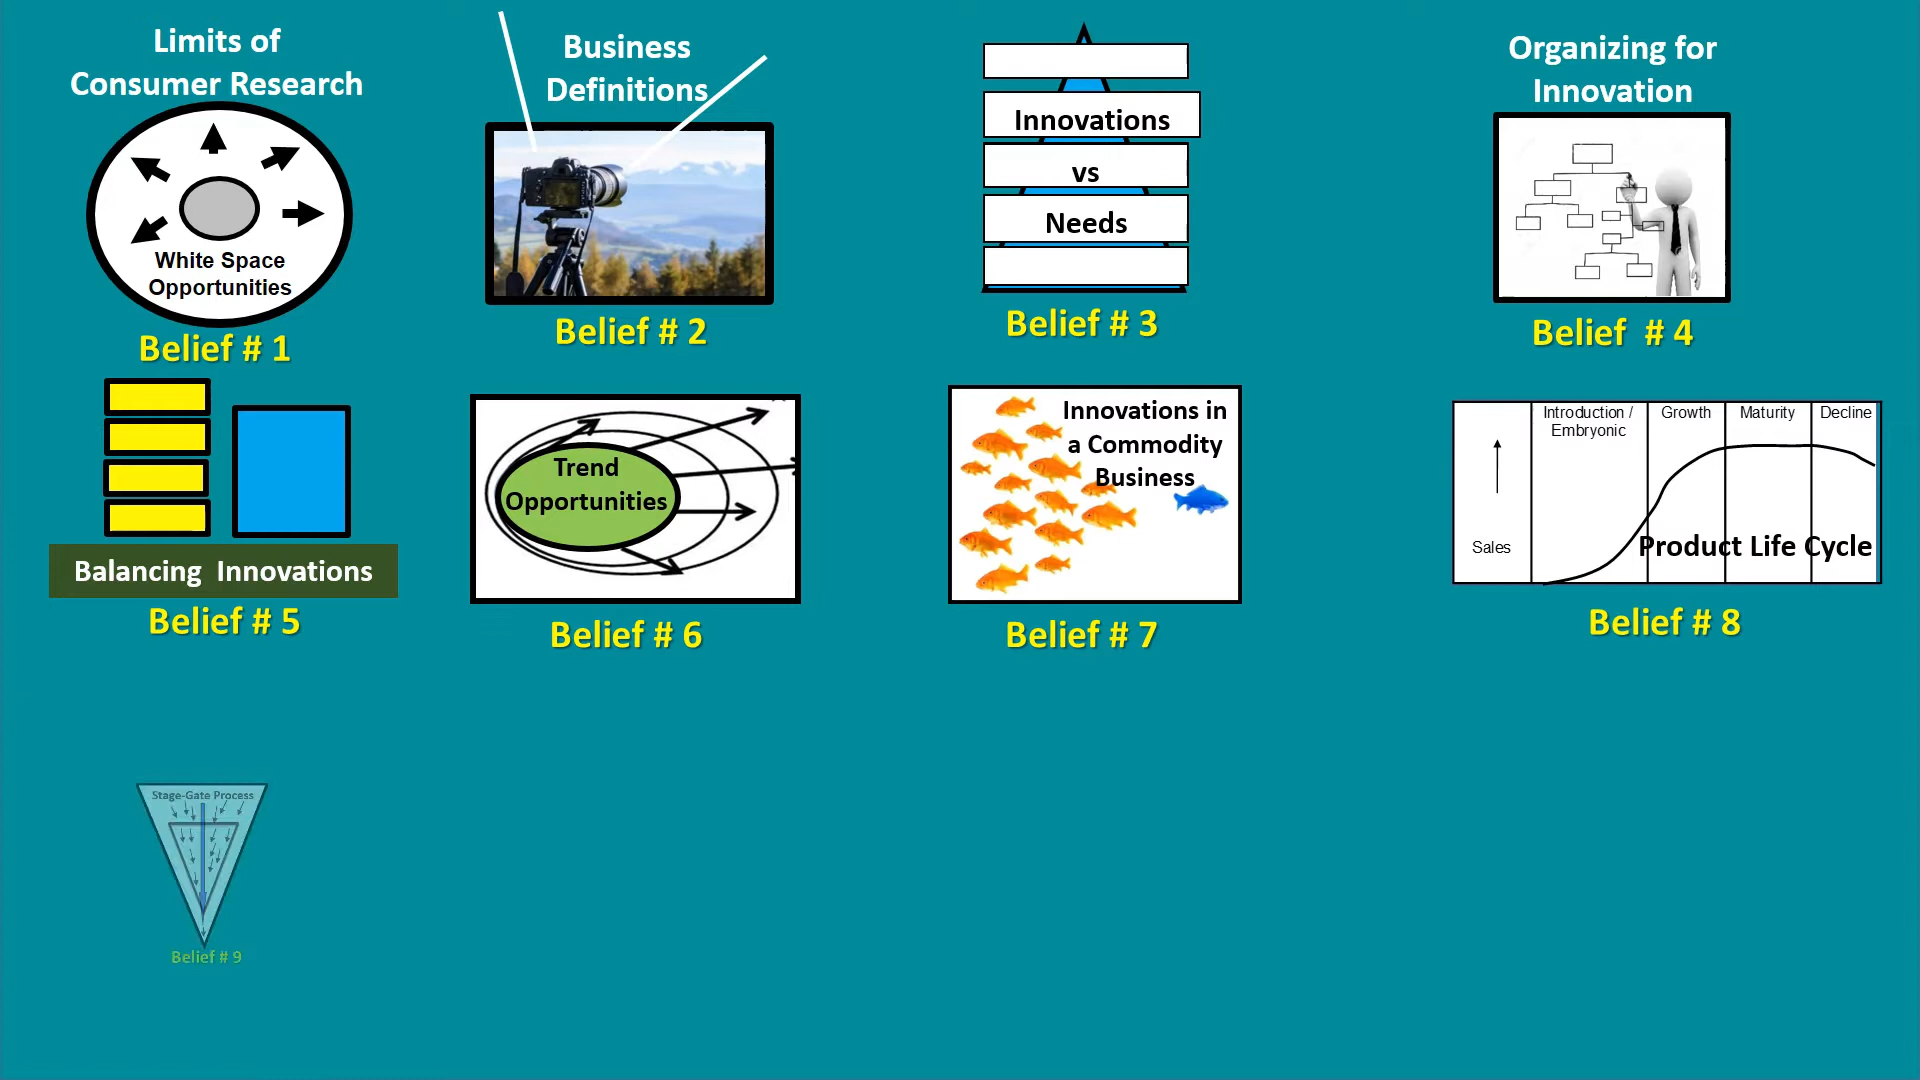 Limits of
Consumer Research
White Space
Opportunities
Belief # 1
Business
Definitions
Belief # 2
Innovations
vs
Needs
Belief # 3
Organizing for
Innovation
Belief # 4
Balancing Innovations
Belief # 5
Trend
Opportunities
Belief # 6
Innovations in
a Commodity
Business
Belief # 7
Introduction /
Embryonic
Growth
Maturity
Decline
Sales
Product Life Cycle
Belief # 8
Stage-Gate Process
Belief # 9